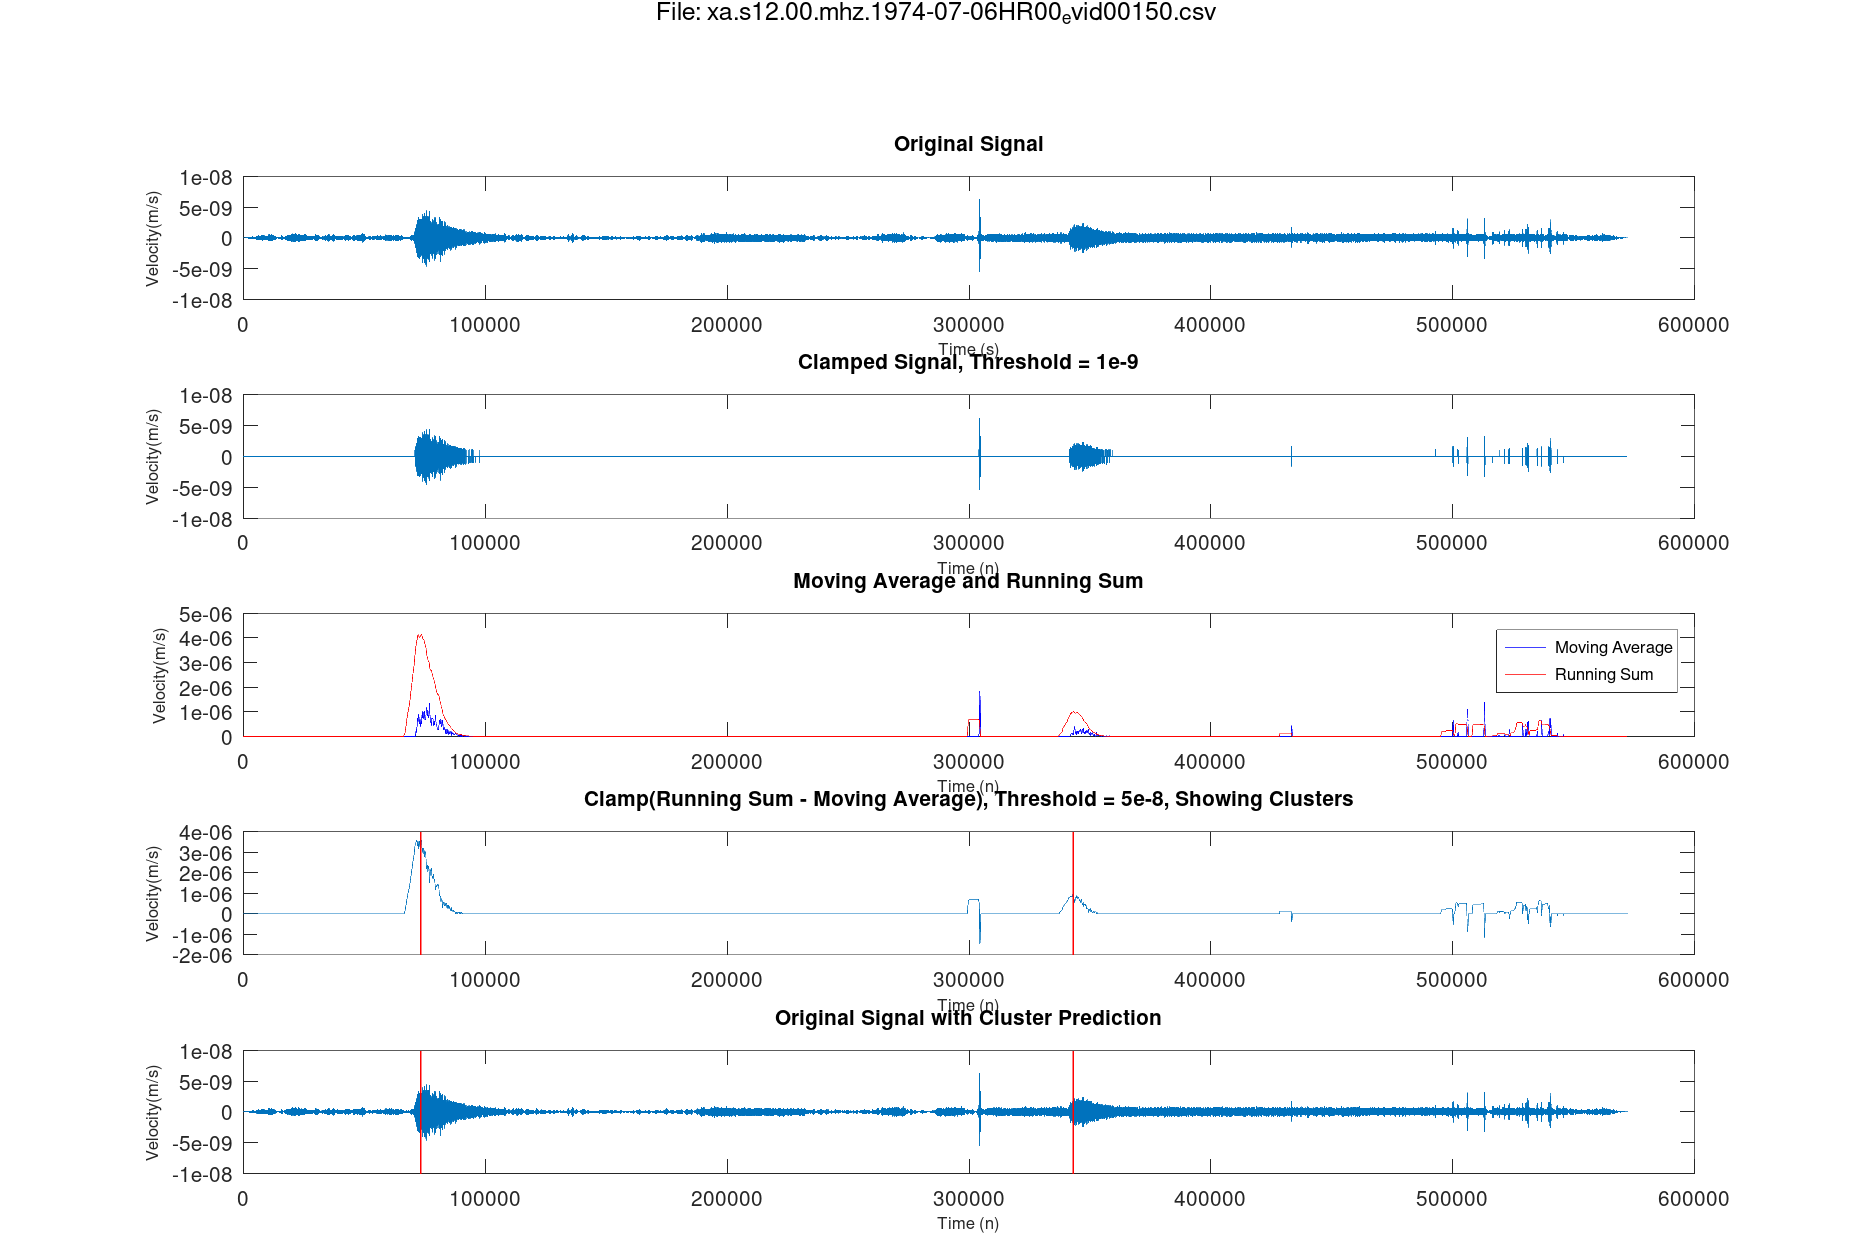 File: xa.s12.00.mhz.1974-07-06HR00evid00150.csv
Original Signal
1e-08
5e-09
0
-5e-09
-1e-08
Velocity(m/s)
0 100000 200000 300000 400000 500000 600000
Time (s)
Clamped Signal, Threshold = 1e-9
1e-08
5e-09
0
-5e-09
-1e-08
Velocity(m/s)
0 100000 200000 300000 400000 500000 600000
Time (n)
Moving Average and Running Sum
5e-06
4e-06
3e-06
2e-06
1e-06
0
Velocity(m/s)
Moving Average
Running Sum
0 100000 200000 300000 400000 500000 600000
Time (n)
Clamp(Running Sum - Moving Average), Threshold = 5e-8, Showing Clusters
4e-06
3e-06
2e-06
1e-06
0
-1e-06
-2e-06
Velocity(m/s)
0 100000 200000 300000 400000 500000 600000
Time (n)
Original Signal with Cluster Prediction
1e-08
5e-09
0
-5e-09
-1e-08
Velocity(m/s)
0 100000 200000 300000 400000 500000 600000
Time (n)